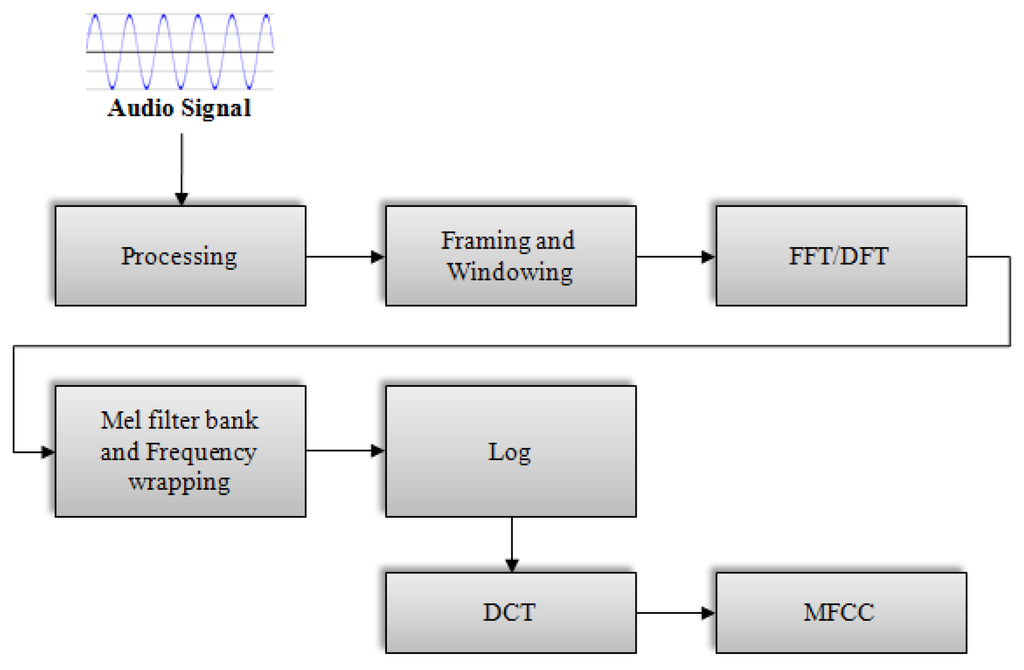 Audio Signal
Processing
Framing and
Windowing
FFT/DFT
Mel filter bank
and Frequency
wrapping
Log
DCT
MFCC